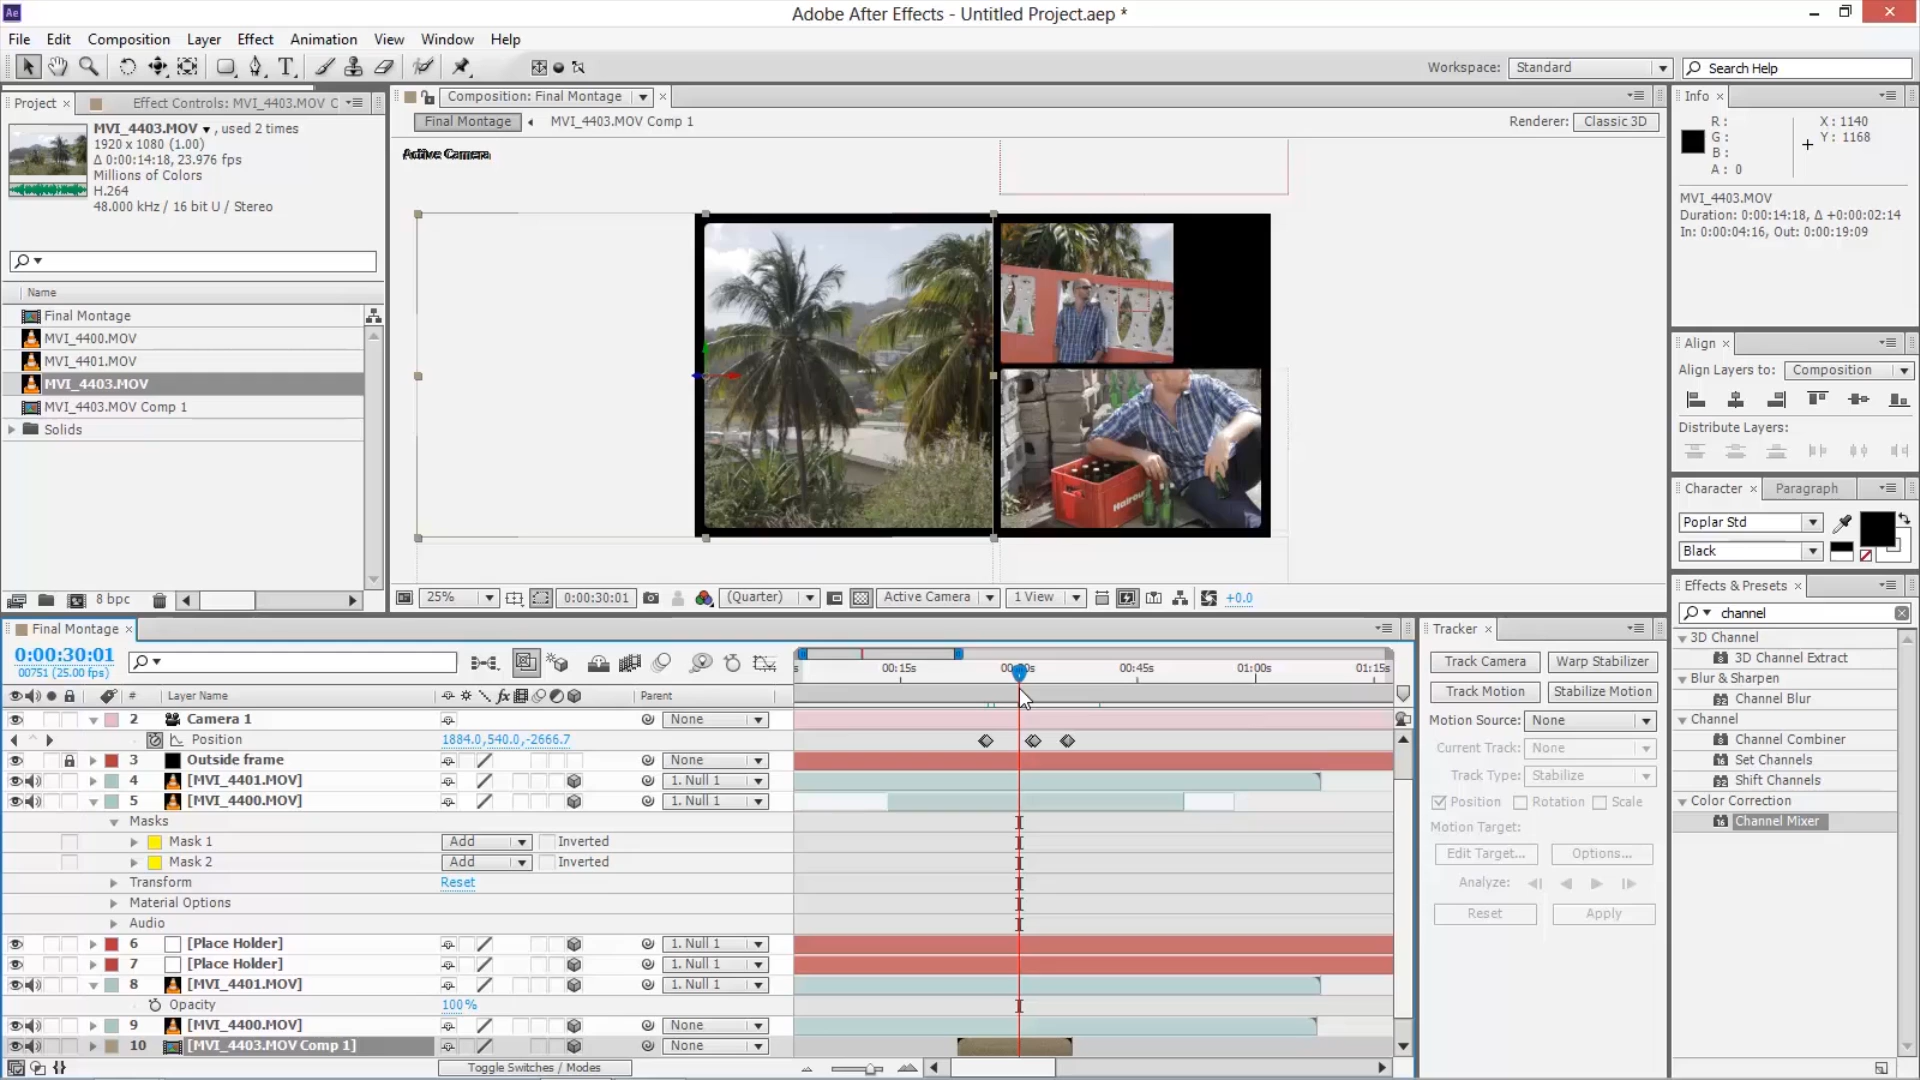 Ae
Adobe After Effects - Untitled Project.aep *
File Edit Composition Layer Effect Animation View Window Help
Workspace: Standard Search Help
Project × Effect Controls: MVI_4403.MOV C
MVI_4403.MOV ▾, used 2 times
1920 x 1080 (1.00)
Δ 0:00:14:18, 23.976 fps
Millions of Colors
H.264
48.000 kHz / 16 bit U / Stereo
Name
Final Montage
MVI_4400.MOV
MVI_4401.MOV
MVI_4403.MOV
MVI_4403.MOV Comp 1
Solids
8 bpc
Composition: Final Montage
Final Montage ◂ MVI_4403.MOV Comp 1
Renderer: Classic 3D
Active Camera
25% 0:00:30:01 (Quarter) Active Camera 1 View +0.0
Info ×
R : X : 1140
G : Y : 1168
B :
A : 0
MVI_4403.MOV
Duration: 0:00:14:18, Δ +0:00:02:14
In: 0:00:04:16, Out: 0:00:19:09
Align ×
Align Layers to: Composition
Distribute Layers:
Character × Paragraph
Poplar Std
Black
Effects & Presets ×
channel
3D Channel
3D Channel Extract
Blur & Sharpen
Channel Blur
Channel
Channel Combiner
Set Channels
Shift Channels
Color Correction
Channel Mixer
Final Montage ×
0:00:30:01
00751 (25.00 fps)
s 00:15s 00:30s 00:45s 01:00s 01:15s
# Layer Name fx Parent
2 Camera 1 None
Position 1884.0,540.0,-2666.7
3 Outside frame None
4 [MVI_4401.MOV] 1. Null 1
5 [MVI_4400.MOV] 1. Null 1
Masks
Mask 1 Add Inverted
Mask 2 Add Inverted
Transform Reset
Material Options
Audio
6 [Place Holder] 1. Null 1
7 [Place Holder] 1. Null 1
8 [MVI_4401.MOV] 1. Null 1
Opacity 100%
9 [MVI_4400.MOV] None
10 [MVI_4403.MOV Comp 1] None
Toggle Switches / Modes
Tracker ×
Track Camera Warp Stabilizer
Track Motion Stabilize Motion
Motion Source: None
Current Track: None
Track Type: Stabilize
Position Rotation Scale
Motion Target:
Edit Target... Options...
Analyze:
Reset Apply